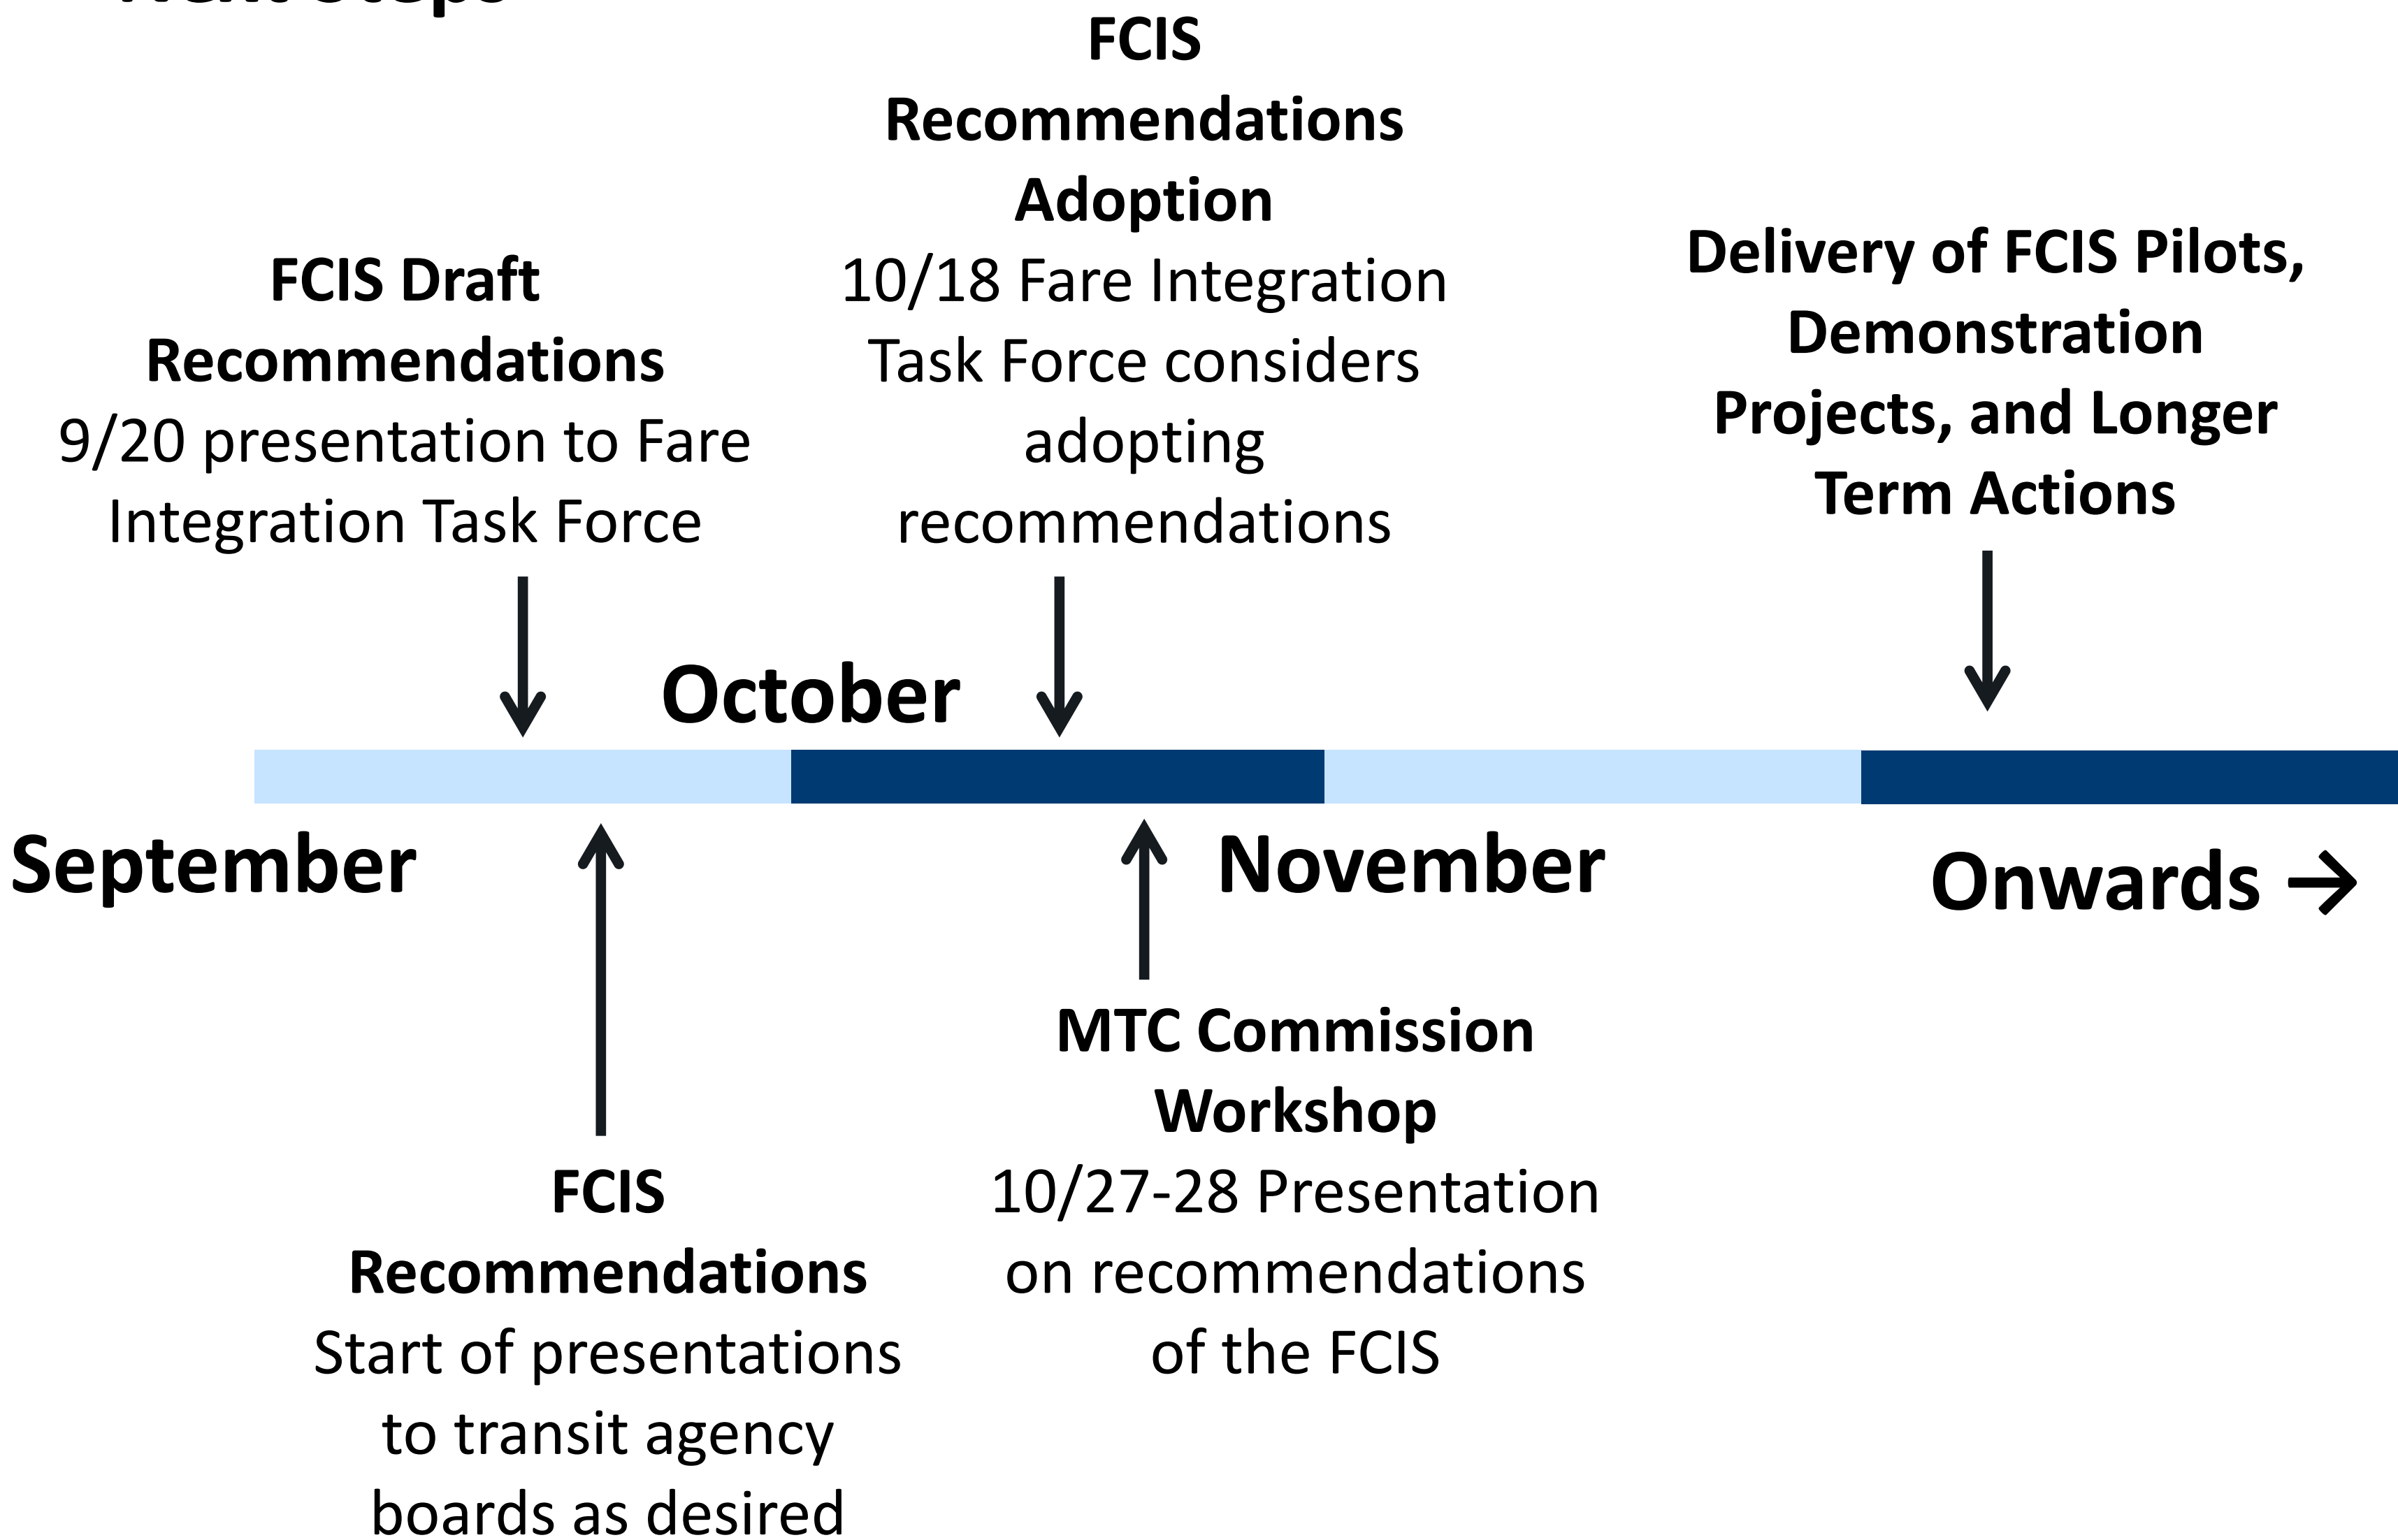 FCIS
Recommendations
Adoption
10/18 Fare Integration
Task Force considers
adopting
recommendations
FCIS Draft
Recommendations
9/20 presentation to Fare
Integration Task Force
Delivery of FCIS Pilots,
Demonstration
Projects, and Longer
Term Actions
October
September
November
Onwards →
MTC Commission
Workshop
10/27-28 Presentation
on recommendations
of the FCIS
FCIS
Recommendations
Start of presentations
to transit agency
boards as desired